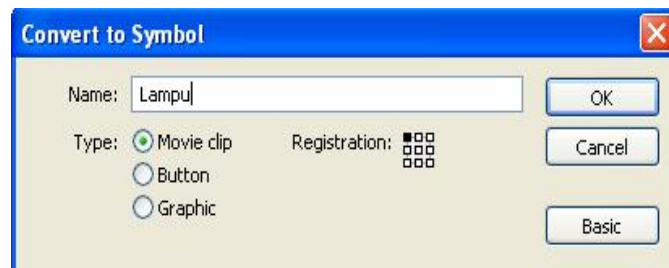 Convert to Symbol
Name: Lampu OK
Type: Movie clip Registration: Cancel
Button
Graphic
Basic